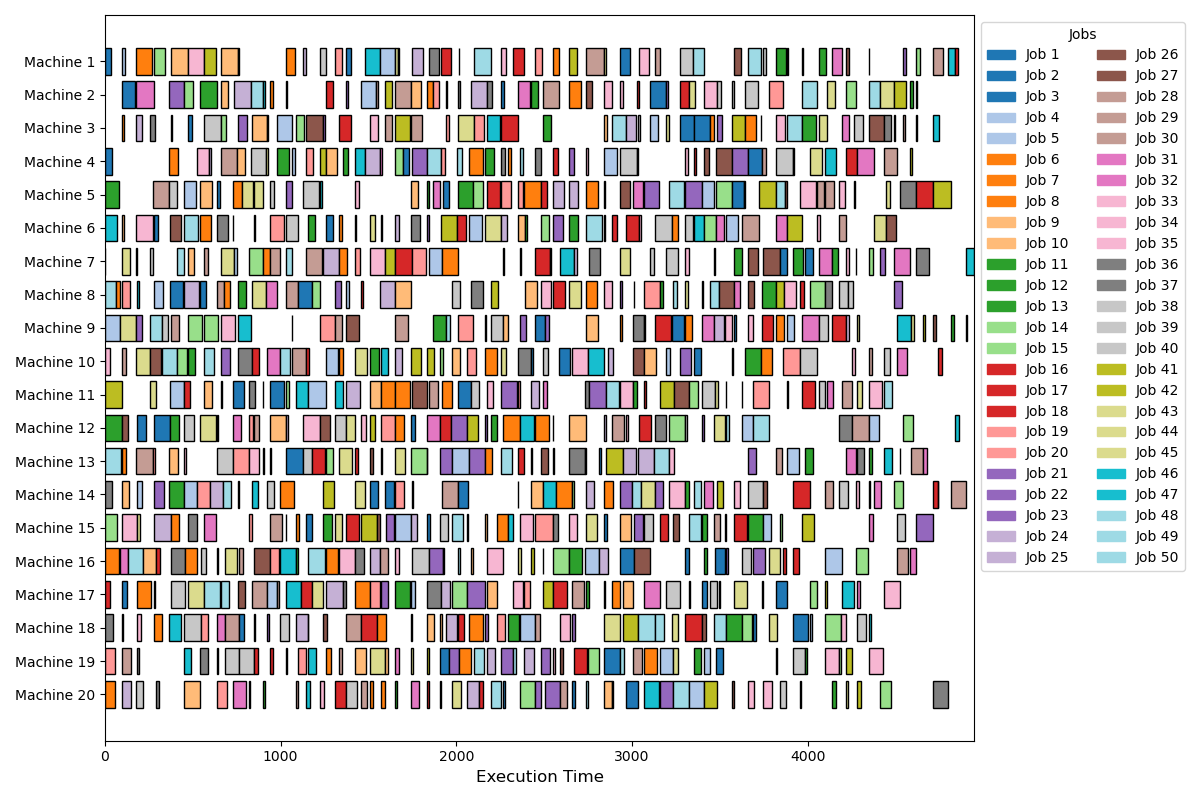 Machine 1
Machine 2
Machine 3
Machine 4
Machine 5
Machine 6
Machine 7
Machine 8
Machine 9
Machine 10
Machine 11
Machine 12
Machine 13
Machine 14
Machine 15
Machine 16
Machine 17
Machine 18
Machine 19
Machine 20
0 1000 2000 3000 4000
Execution Time
Jobs
Job 1 Job 26
Job 2 Job 27
Job 3 Job 28
Job 4 Job 29
Job 5 Job 30
Job 6 Job 31
Job 7 Job 32
Job 8 Job 33
Job 9 Job 34
Job 10 Job 35
Job 11 Job 36
Job 12 Job 37
Job 13 Job 38
Job 14 Job 39
Job 15 Job 40
Job 16 Job 41
Job 17 Job 42
Job 18 Job 43
Job 19 Job 44
Job 20 Job 45
Job 21 Job 46
Job 22 Job 47
Job 23 Job 48
Job 24 Job 49
Job 25 Job 50